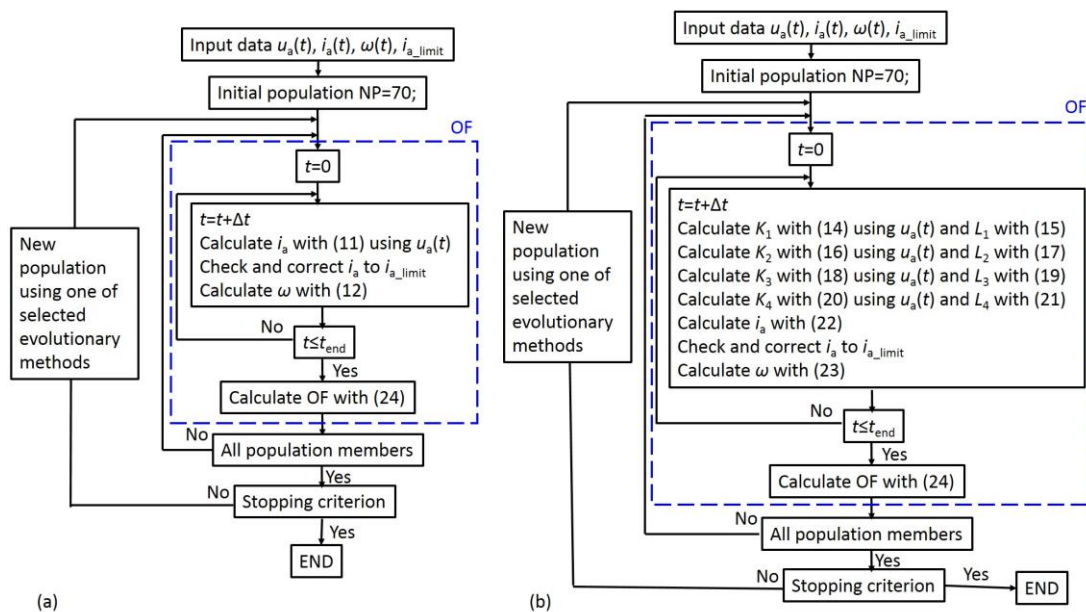 Input data uₐ(t), iₐ(t), ω(t), i_a_limit
Initial population NP=70;
OF
t=0
t=t+Δt
Calculate iₐ with (11) using uₐ(t)
Check and correct iₐ to i_a_limit
Calculate ω with (12)
New
population
using one of
selected
evolutionary
methods
No
t≤t_end
Yes
Calculate OF with (24)
No
All population members
Yes
No
Stopping criterion
Yes
END
(a)
Input data uₐ(t), iₐ(t), ω(t), i_a_limit
Initial population NP=70;
OF
t=0
t=t+Δt
Calculate K₁ with (14) using uₐ(t) and L₁ with (15)
Calculate K₂ with (16) using uₐ(t) and L₂ with (17)
Calculate K₃ with (18) using uₐ(t) and L₃ with (19)
Calculate K₄ with (20) using uₐ(t) and L₄ with (21)
Calculate iₐ with (22)
Check and correct iₐ to i_a_limit
Calculate ω with (23)
New
population
using one of
selected
evolutionary
methods
No
t≤t_end
Yes
Calculate OF with (24)
No
All population members
Yes
No
Stopping criterion
Yes
END
(b)